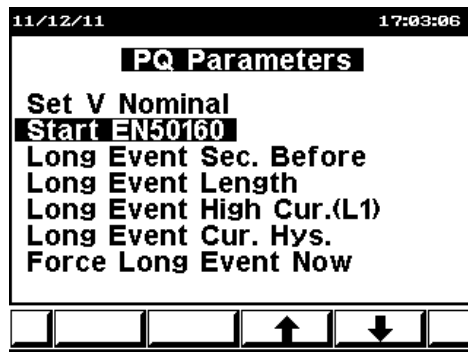 11/12/11 17:03:06
PQ Parameters
Set V Nominal
Start EN50160
Long Event Sec. Before
Long Event Length
Long Event High Cur.(L1)
Long Event Cur. Hys.
Force Long Event Now